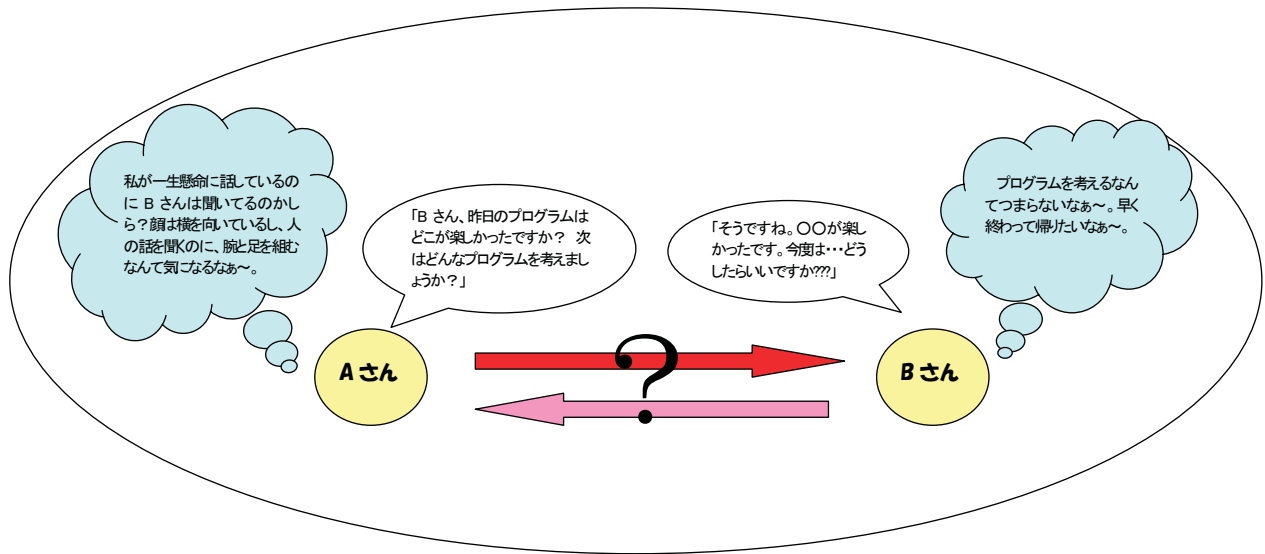 私が一生懸命に話しているの
に B さんは聞いてるのかし
ら？顔は横を向いているし、人
の話を聞くのに、腕と足を組む
なんて気になるなぁ～。
「B さん、昨日のプログラムは
どこが楽しかったですか？　次
はどんなプログラムを考えまし
ょうか？」
「そうですね。〇〇が楽し
かったです。今度は・・・どう
したらいいですか???」
プログラムを考えるなん
てつまらないなぁ～。早く
終わって帰りたいなぁ～。
A さん
?
B さん